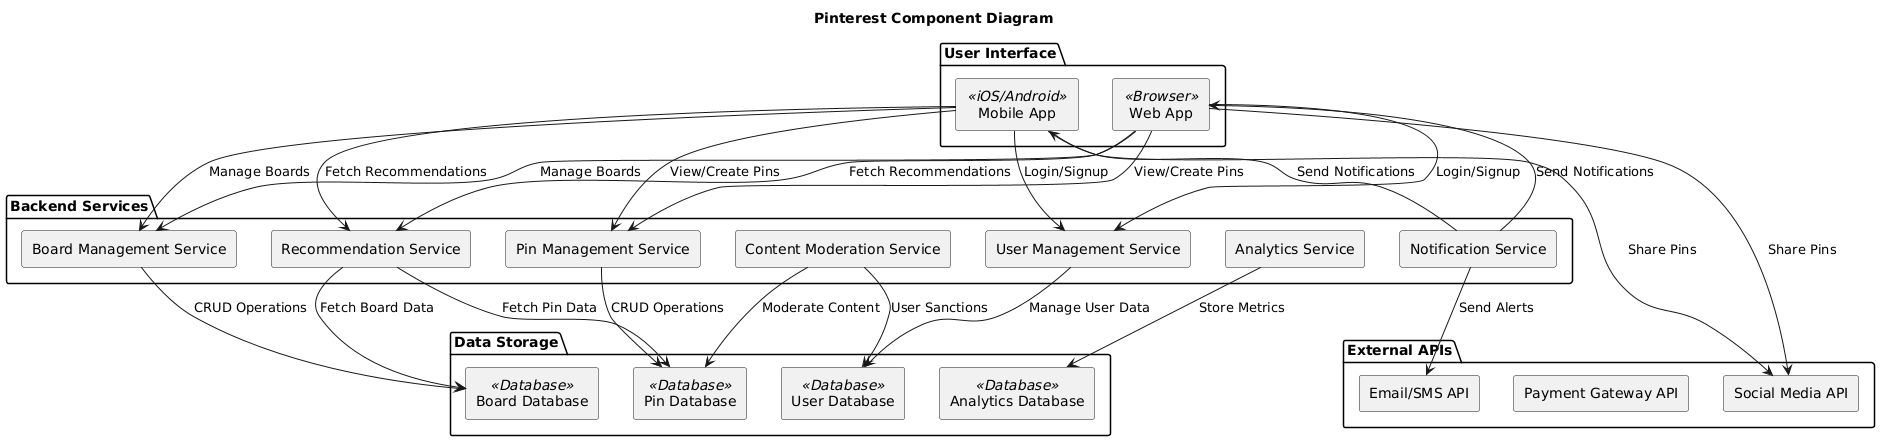 Pinterest Component Diagram
User Interface
«iOS/Android»
Mobile App
«Browser»
Web App
Manage Boards
Fetch Recommendations
Manage Boards
View/Create Pins
Fetch Recommendations
Login/Signup
View/Create Pins
Send Notifications
Login/Signup
Send Notifications
Backend Services
Board Management Service
Recommendation Service
Pin Management Service
Content Moderation Service
User Management Service
Analytics Service
Notification Service
Share Pins
Share Pins
CRUD Operations
Fetch Board Data
Fetch Pin Data
CRUD Operations
Moderate Content
User Sanctions
Manage User Data
Store Metrics
Send Alerts
Data Storage
«Database»
Board Database
«Database»
Pin Database
«Database»
User Database
«Database»
Analytics Database
External APIs
Email/SMS API
Payment Gateway API
Social Media API